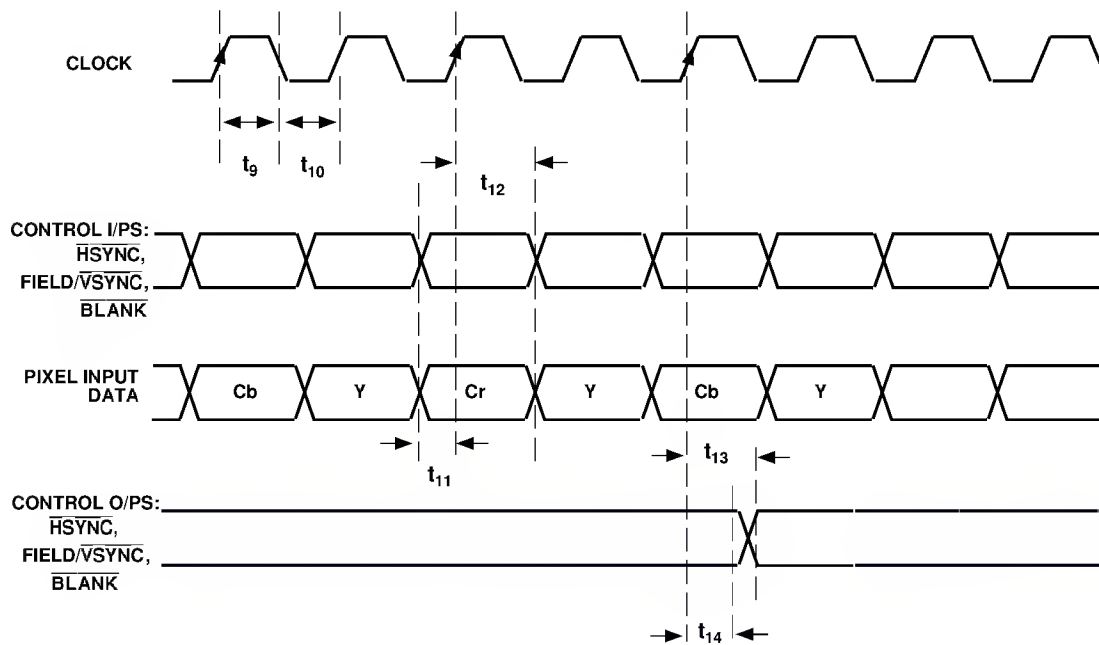 CLOCK
t9
t10
t12
CONTROL I/PS:
HSYNC,
FIELD/VSYNC,
BLANK
PIXEL INPUT
DATA
Cb
Y
Cr
Y
Cb
Y
t11
t13
CONTROL O/PS:
HSYNC,
FIELD/VSYNC,
BLANK
t14